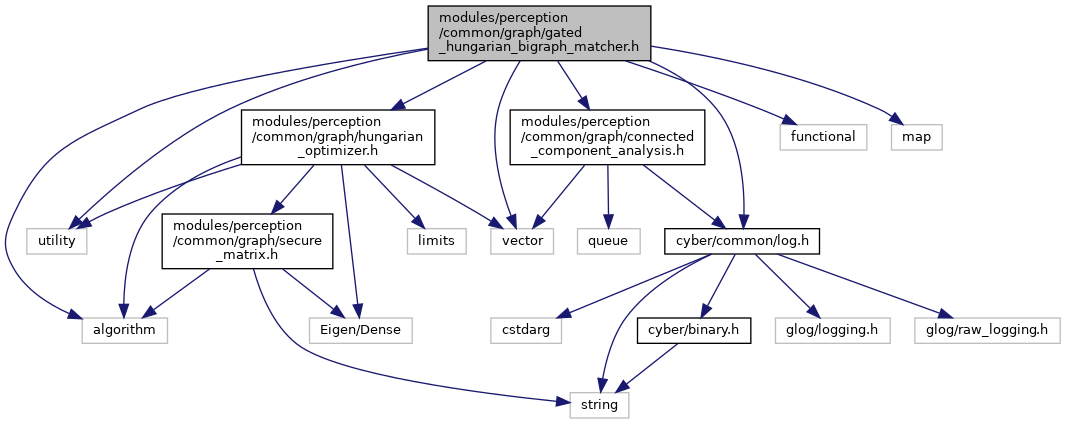 modules/perception
/common/graph/gated
_hungarian_bigraph_matcher.h
modules/perception
/common/graph/hungarian
_optimizer.h
modules/perception
/common/graph/connected
_component_analysis.h
functional
map
modules/perception
/common/graph/secure
_matrix.h
utility
limits
vector
queue
cyber/common/log.h
algorithm
Eigen/Dense
cstdarg
cyber/binary.h
glog/logging.h
glog/raw_logging.h
string